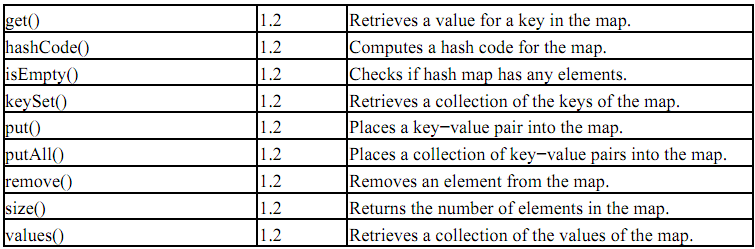 get() 1.2 Retrieves a value for a key in the map.
hashCode() 1.2 Computes a hash code for the map.
isEmpty() 1.2 Checks if hash map has any elements.
keySet() 1.2 Retrieves a collection of the keys of the map.
put() 1.2 Places a key−value pair into the map.
putAll() 1.2 Places a collection of key−value pairs into the map.
remove() 1.2 Removes an element from the map.
size() 1.2 Returns the number of elements in the map.
values() 1.2 Retrieves a collection of the values of the map.